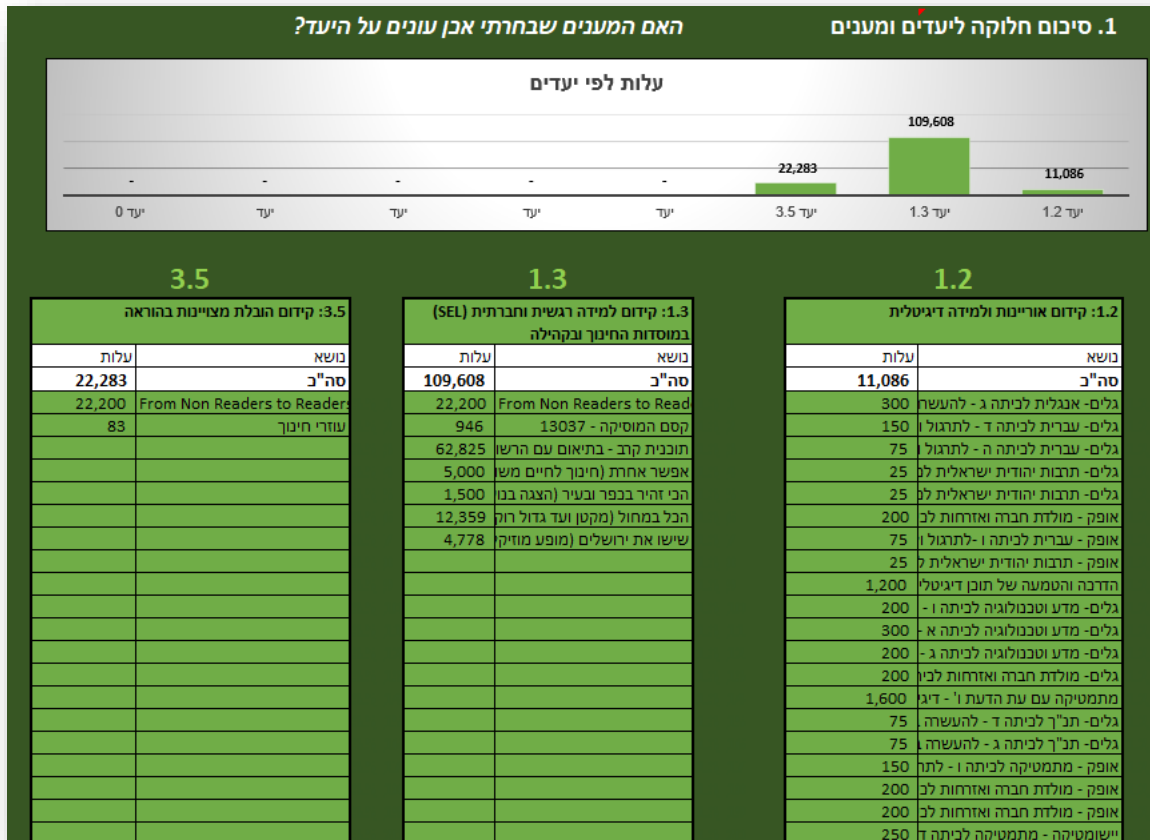 1. סיכום חלוקה ליעדים ומענים
האם המענים שבחרתי אכן עונים על היעד?
עלות לפי יעדים
11,086
109,608
22,283
-
-
-
-
-
יעד 1.2
יעד 1.3
יעד 3.5
יעד
יעד
יעד
יעד
יעד 0
1.2
1.2: קידום אוריינות ולמידה דיגיטלית
נושא עלות
סה"כ 11,086
גלים- אנגלית לכיתה ג - להעשרה 300
גלים- עברית לכיתה ד - לתרגול ו 150
גלים- עברית לכיתה ה - לתרגול ו 75
גלים- תרבות יהודית ישראלית לכ 25
גלים- תרבות יהודית ישראלית לכ 25
אופק - מולדת חברה ואזרחות לכ 200
אופק - עברית לכיתה ו -לתרגול ו 75
אופק - תרבות יהודית ישראלית ל 25
הדרכה והטמעה של תוכן דיגיטלי 1,200
גלים- מדע וטכנולוגיה לכיתה ו - 200
גלים- מדע וטכנולוגיה לכיתה א - 300
גלים- מדע וטכנולוגיה לכיתה ג - 200
גלים- מולדת חברה ואזרחות לכית 200
מתמטיקה עם עת הדעת ו' - דיגי 1,600
גלים- תנ"ך לכיתה ד - להעשרה 75
גלים- תנ"ך לכיתה ג - להעשרה 75
אופק - מתמטיקה לכיתה ו - לתר 150
אופק - מולדת חברה ואזרחות לכ 200
אופק - מולדת חברה ואזרחות לכ 200
יישומטיקה - מתמטיקה לכיתה ד 250
1.3
1.3: קידום למידה רגשית וחברתית (SEL)
במוסדות החינוך ובקהילה
נושא עלות
סה"כ 109,608
From Non Readers to Read 22,200
קסם המוסיקה - 13037 946
תוכנית קרב - בתיאום עם הרשו 62,825
אפשר אחרת (חינוך לחיים משו 5,000
הכי זהיר בכפר ובעיר (הצגה בנו 1,500
הכל במחול (מקטן ועד גדול רוק 12,359
שישו את ירושלים (מופע מוזיק 4,778
3.5
3.5: קידום הובלת מצויינות בהוראה
נושא עלות
סה"כ 22,283
From Non Readers to Readers 22,200
עוזרי חינוך 83